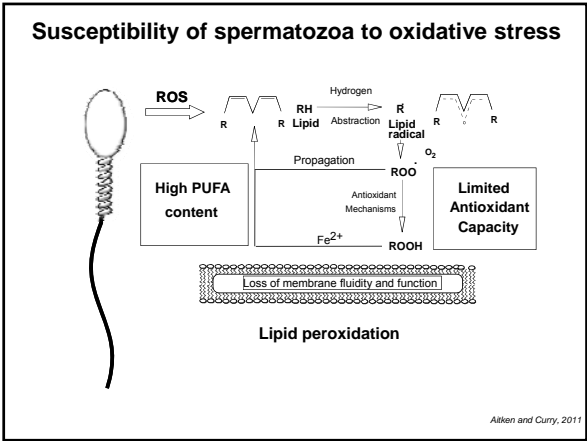 Susceptibility of spermatozoa to oxidative stress
ROS
R R
RH
Lipid
Hydrogen
Abstraction
R
Lipid
radical
R R
O2
Propagation
ROO
Antioxidant
Mechanisms
High PUFA
content
Limited
Antioxidant
Capacity
Fe2+
ROOH
Loss of membrane fluidity and function
Lipid peroxidation
Aitken and Curry, 2011